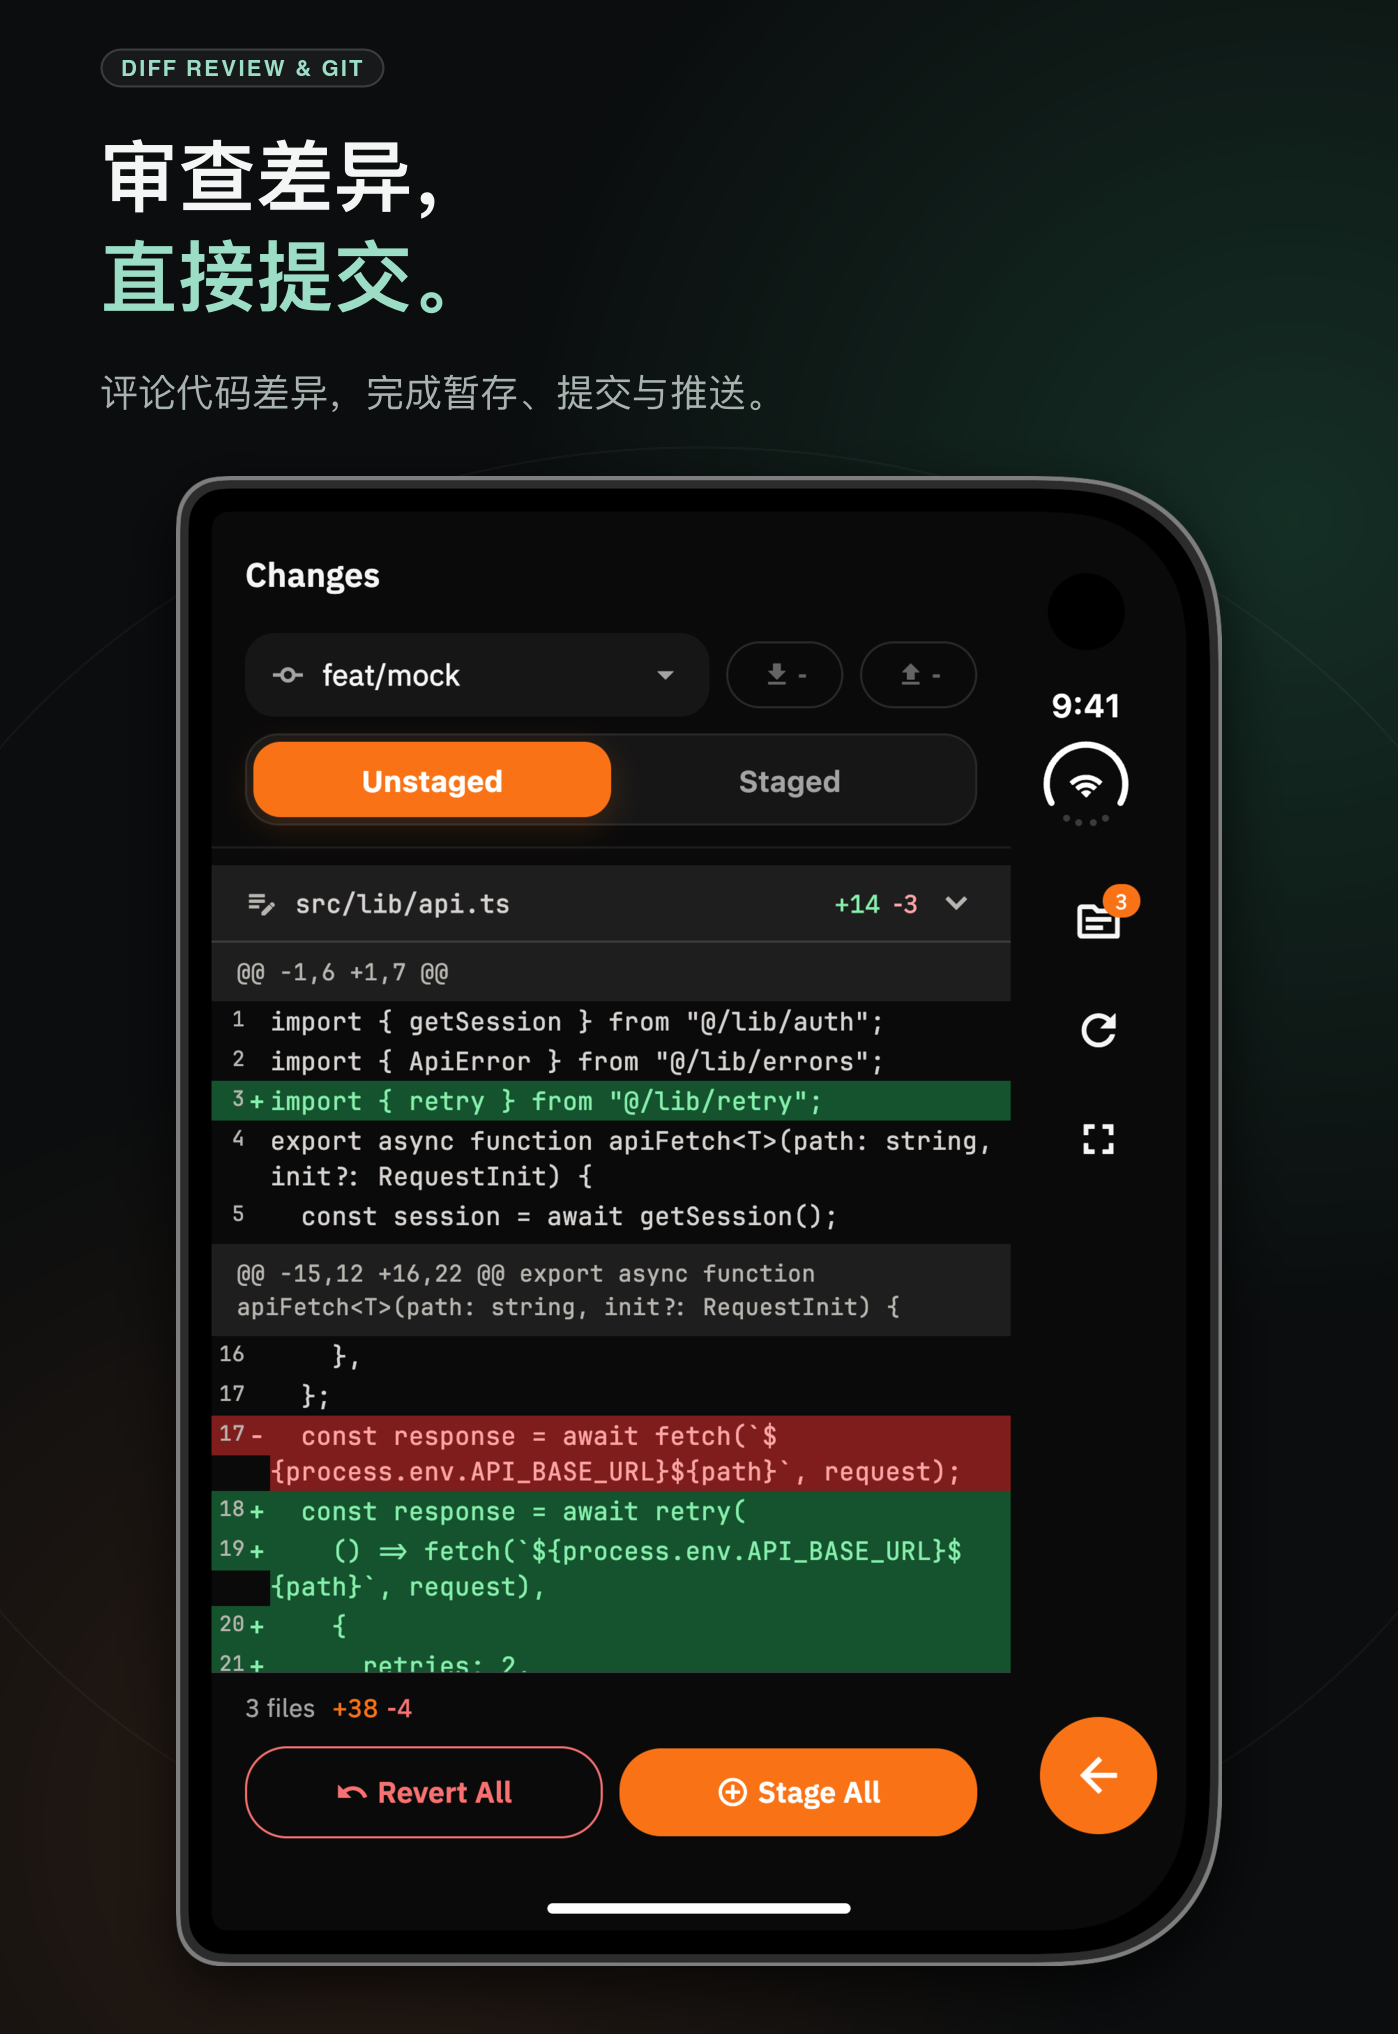 DIFF REVIEW & GIT
审查差异，
直接提交。
评论代码差异，完成暂存、提交与推送。
Changes
feat/mock
-
-
9:41
Unstaged
Staged
src/lib/api.ts +14 -3
3
@@ -1,6 +1,7 @@
1 import { getSession } from "@/lib/auth";
2 import { ApiError } from "@/lib/errors";
3 + import { retry } from "@/lib/retry";
4 export async function apiFetch<T>(path: string,
init?: RequestInit) {
5 const session = await getSession();
@@ -15,12 +16,22 @@ export async function
apiFetch<T>(path: string, init?: RequestInit) {
16 },
17 };
17 - const response = await fetch(`$
{process.env.API_BASE_URL}${path}`, request);
18 + const response = await retry(
19 + () => fetch(`${process.env.API_BASE_URL}$
{path}`, request),
20 + {
21 + retries: 2,
3 files +38 -4
Revert All
Stage All